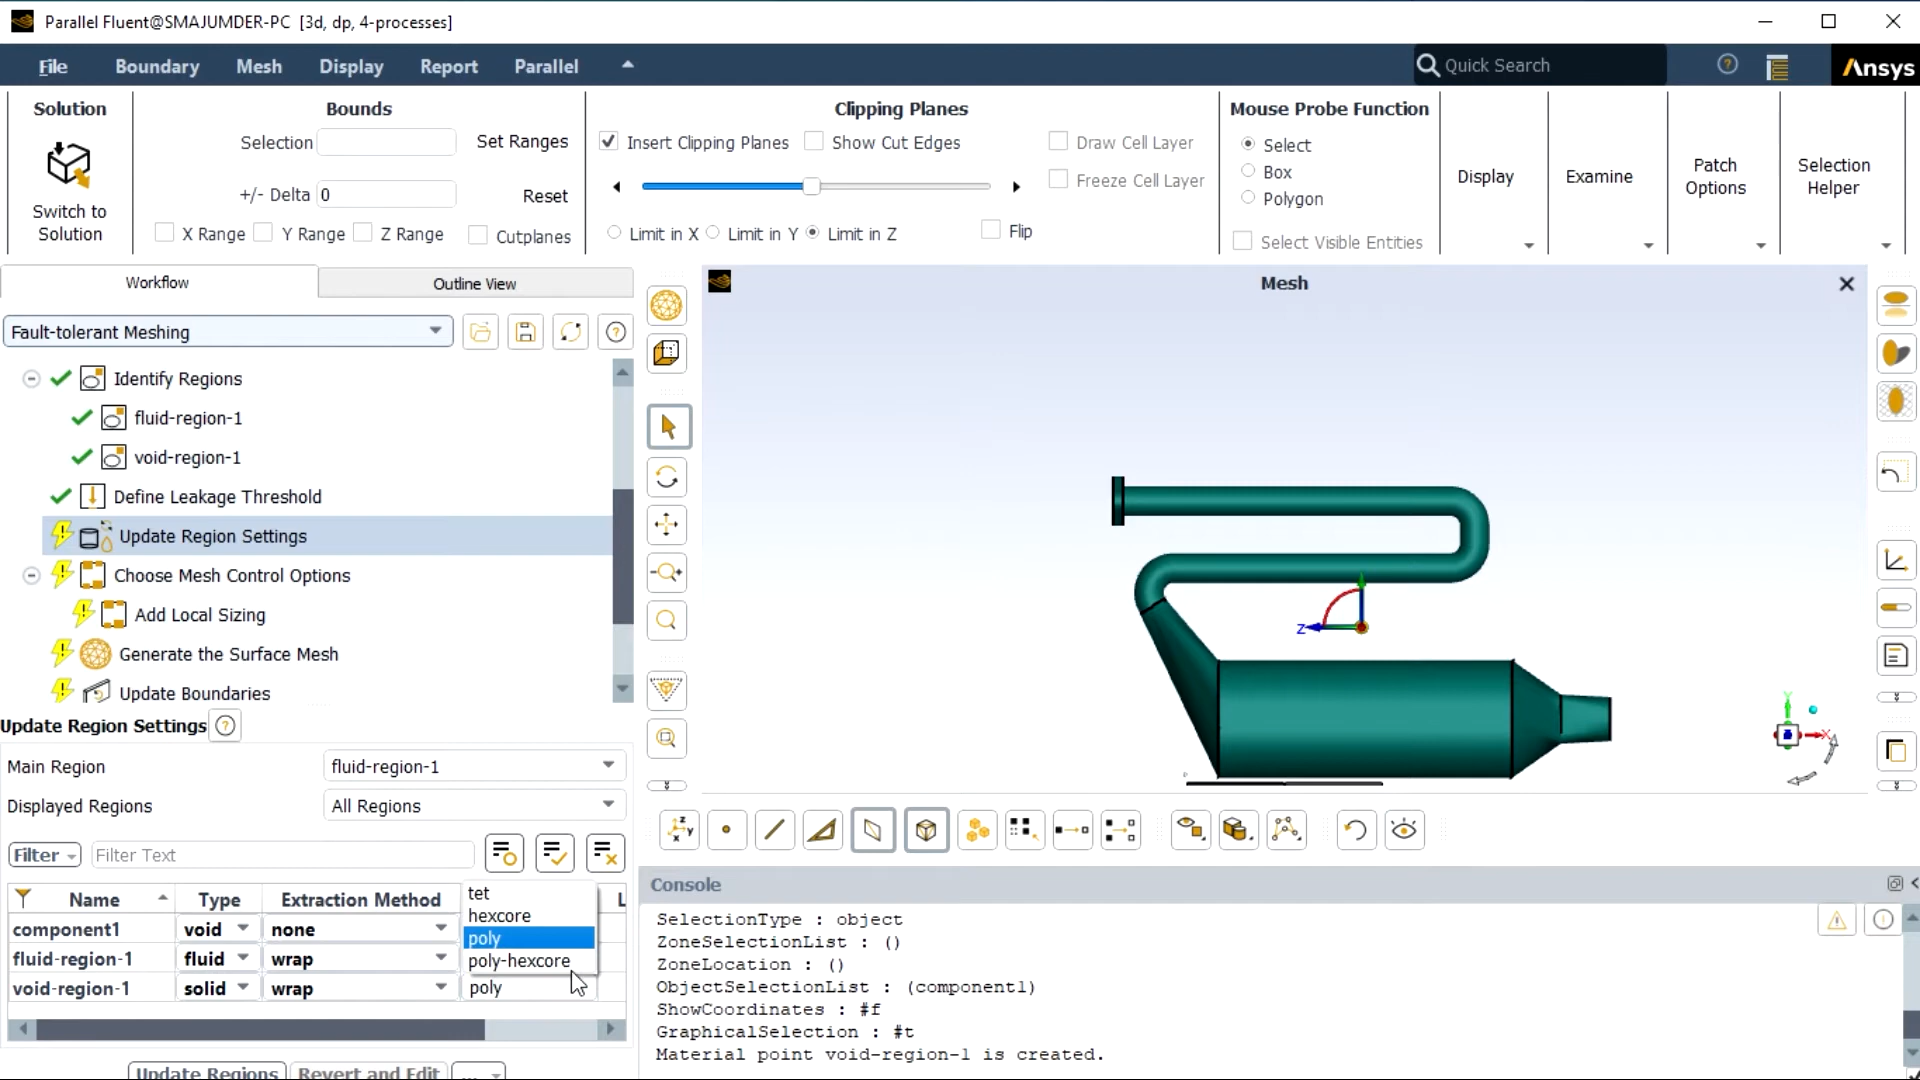 Parallel Fluent@SMAJUMDER-PC [3d, dp, 4-processes]
File Boundary Mesh Display Report Parallel Quick Search Ansys
Solution Bounds Clipping Planes Mouse Probe Function
Selection Set Ranges Insert Clipping Planes Show Cut Edges Draw Cell Layer Select
Display Examine Patch Options Selection Helper
Box
Freeze Cell Layer
+/- Delta 0 Reset Polygon
Switch to Solution
X Range Y Range Z Range Cutplanes Limit in X Limit in Y Limit in Z Flip Select Visible Entities
Workflow Outline View Mesh
Fault-tolerant Meshing
Identify Regions
fluid-region-1
void-region-1
Define Leakage Threshold
Update Region Settings
Choose Mesh Control Options
Add Local Sizing
Generate the Surface Mesh
Update Boundaries
Z
Y
X
Update Region Settings
Main Region fluid-region-1
Displayed Regions All Regions
Filter Filter Text
Name Type Extraction Method L
component1 void none
fluid-region-1 fluid wrap
void-region-1 solid wrap poly
tet
hexcore
poly
poly-hexcore
Update Regions Revert and Edit ...
z
x y
Console
SelectionType : object
ZoneSelectionList : ()
ZoneLocation : ()
ObjectSelectionList : (component1)
ShowCoordinates : #f
GraphicalSelection : #t
Material point void-region-1 is created.